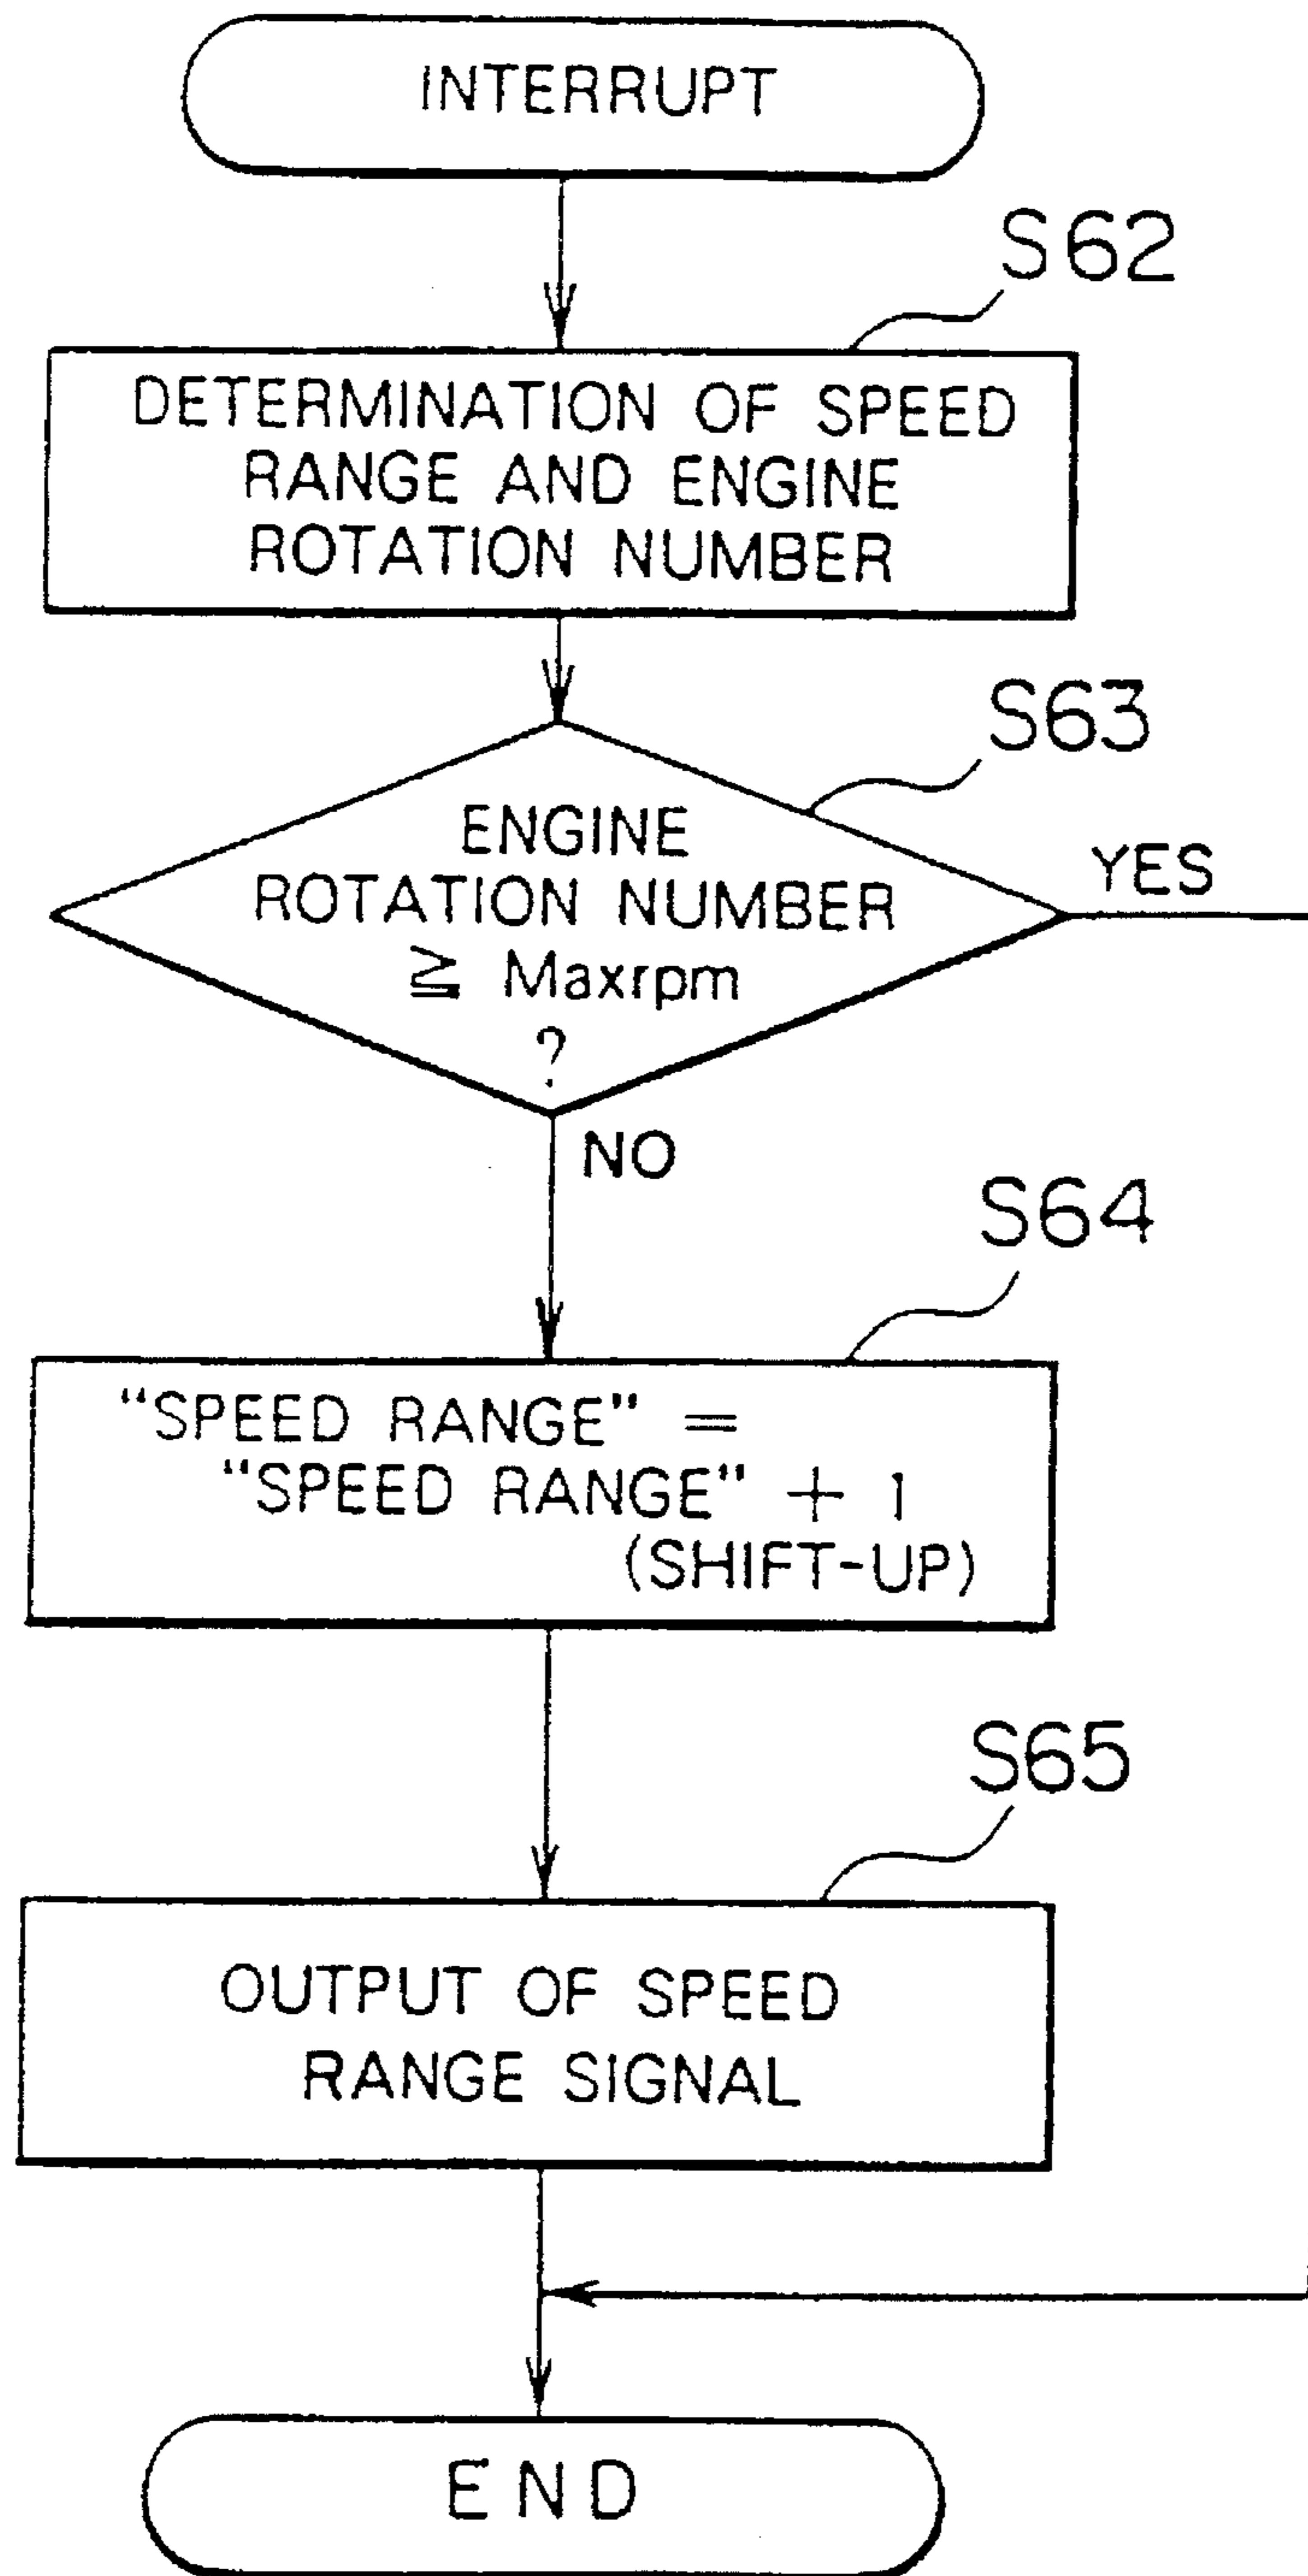 INTERRUPT
S62
DETERMINATION OF SPEED
RANGE AND ENGINE
ROTATION NUMBER
S63
ENGINE
ROTATION NUMBER
≧ Maxrpm
?
YES
NO
S64
“SPEED RANGE” =
“SPEED RANGE” + 1
(SHIFT-UP)
S65
OUTPUT OF SPEED
RANGE SIGNAL
END